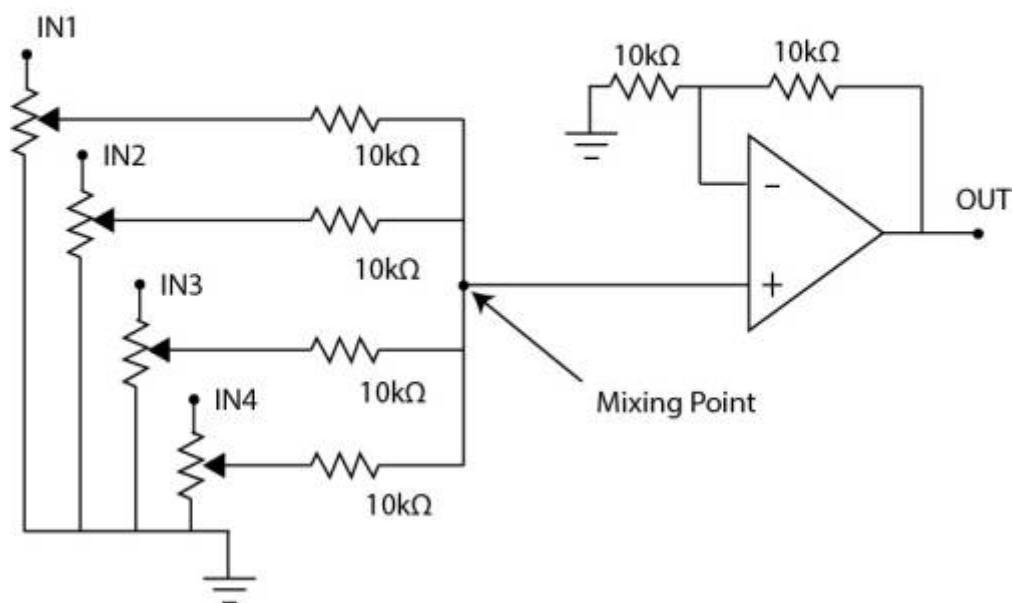 IN1
10kΩ
IN2
10kΩ
IN3
10kΩ
IN4
10kΩ
10kΩ
10kΩ
-
+
OUT
Mixing Point